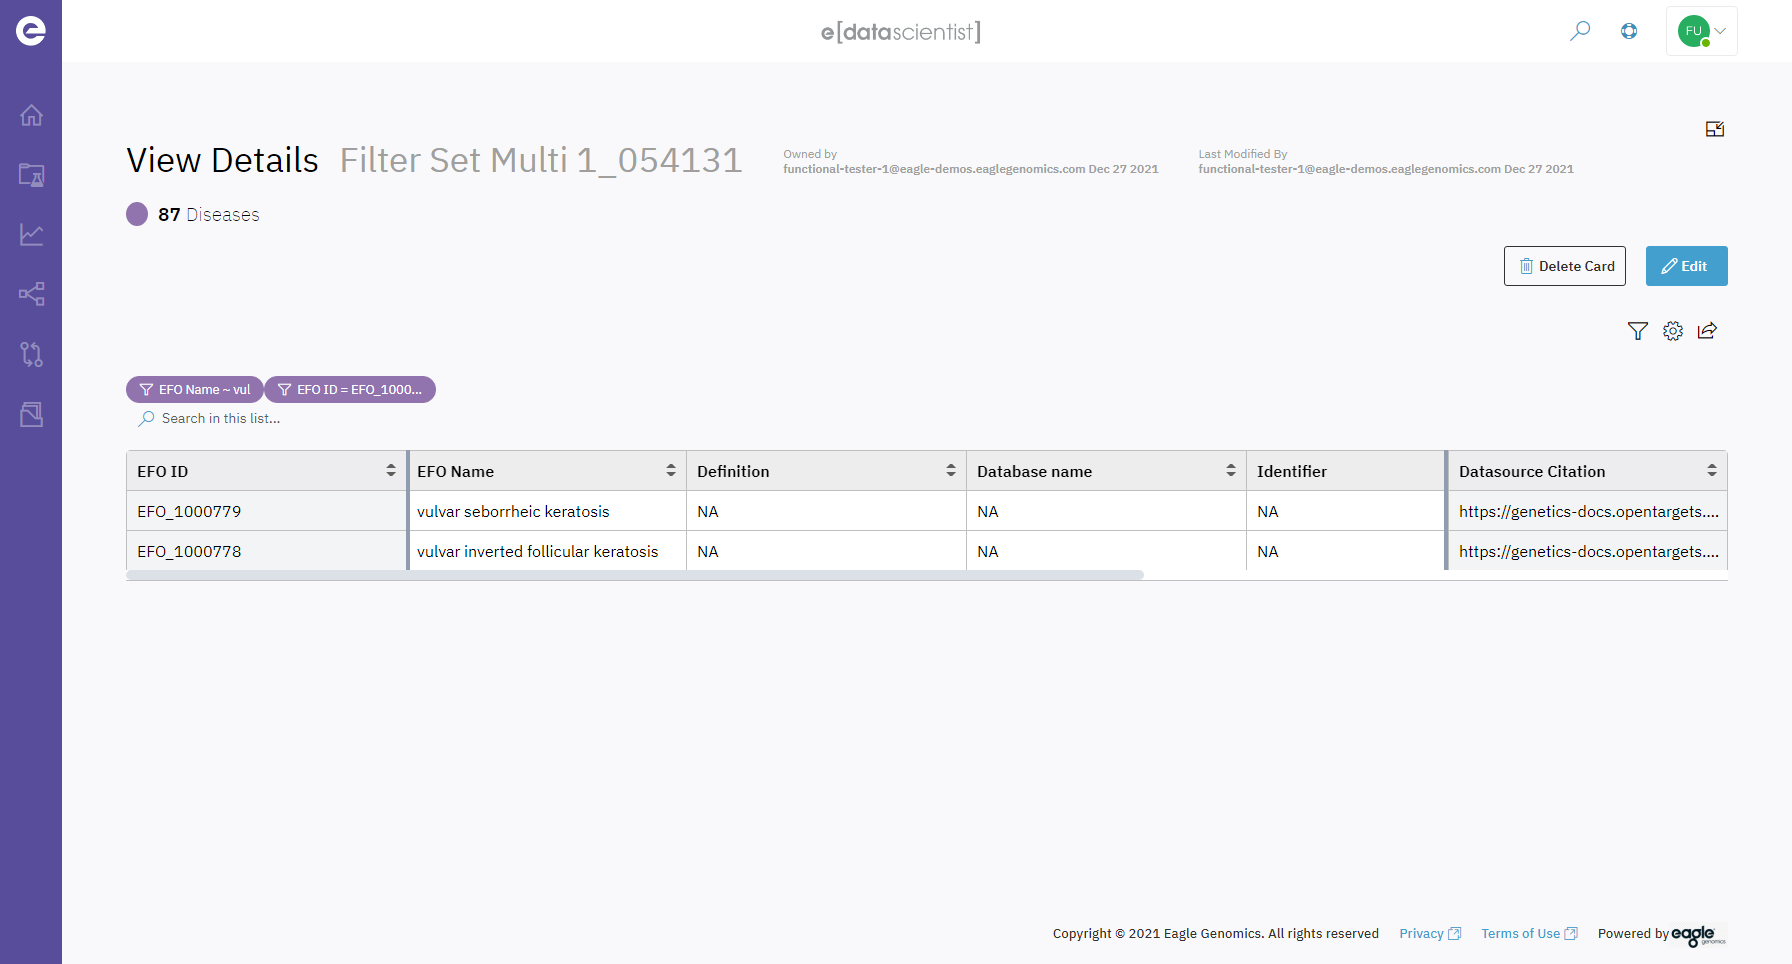 e[datascientist]
FU
View Details Filter Set Multi 1_054131
Owned by
functional-tester-1@eagle-demos.eaglegenomics.com Dec 27 2021
Last Modified By
functional-tester-1@eagle-demos.eaglegenomics.com Dec 27 2021
87 Diseases
Delete Card
Edit
EFO Name ~ vul
EFO ID = EFO_1000...
Search in this list...
EFO ID EFO Name Definition Database name Identifier Datasource Citation
EFO_1000779 vulvar seborrheic keratosis NA NA NA https://genetics-docs.opentargets....
EFO_1000778 vulvar inverted follicular keratosis NA NA NA https://genetics-docs.opentargets....
Copyright © 2021 Eagle Genomics. All rights reserved Privacy Terms of Use Powered by eagle genomics